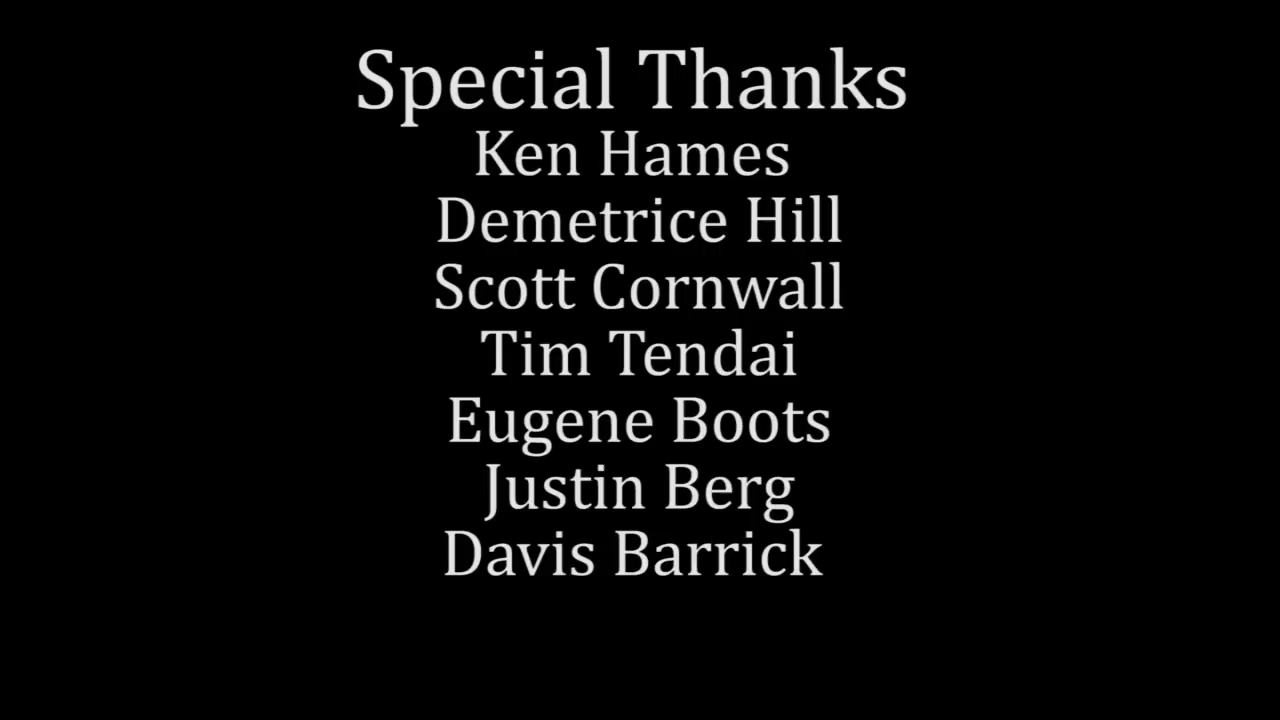 Special Thanks
Ken Hames
Demetrice Hill
Scott Cornwall
Tim Tendai
Eugene Boots
Justin Berg
Davis Barrick